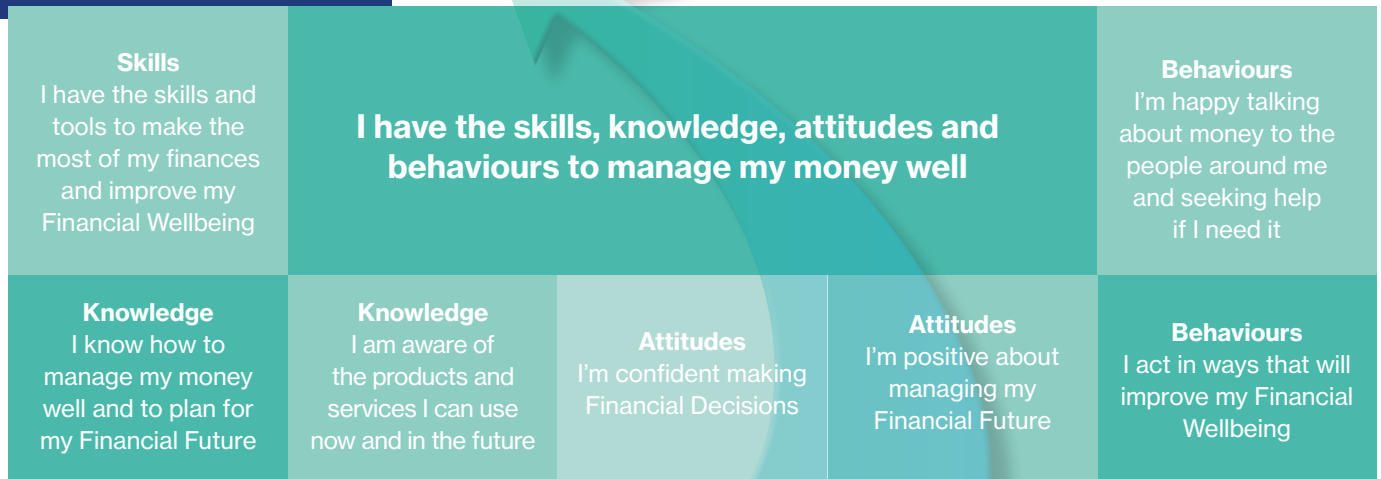 Skills
I have the skills and
tools to make the
most of my finances
and improve my
Financial Wellbeing
I have the skills, knowledge, attitudes and
behaviours to manage my money well
Behaviours
I’m happy talking
about money to the
people around me
and seeking help
if I need it
Knowledge
I know how to
manage my money
well and to plan for
my Financial Future
Knowledge
I am aware of
the products and
services I can use
now and in the future
Attitudes
I’m confident making
Financial Decisions
Attitudes
I’m positive about
managing my
Financial Future
Behaviours
I act in ways that will
improve my Financial
Wellbeing